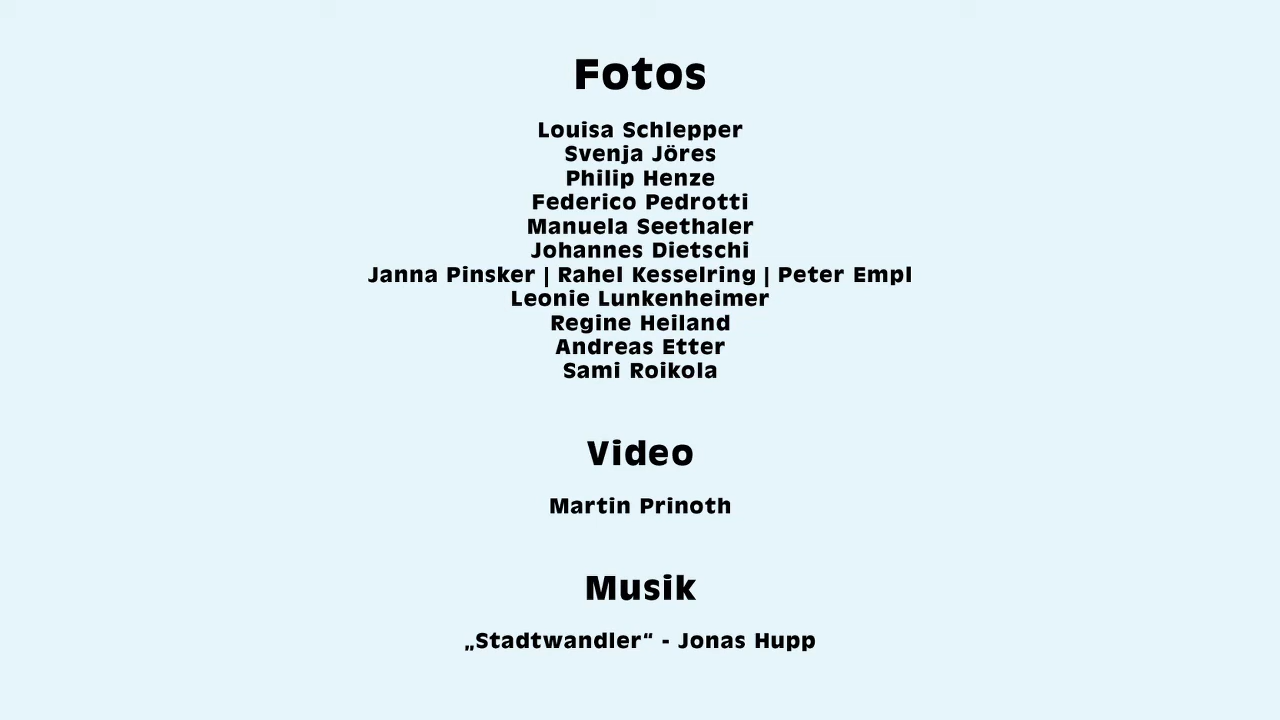 Fotos
Louisa Schlepper
Svenja Jöres
Philip Henze
Federico Pedrotti
Manuela Seethaler
Johannes Dietschi
Janna Pinsker | Rahel Kesselring | Peter Empl
Leonie Lunkenheimer
Regine Heiland
Andreas Etter
Sami Roikola
Video
Martin Prinoth
Musik
„Stadtwandler“ - Jonas Hupp